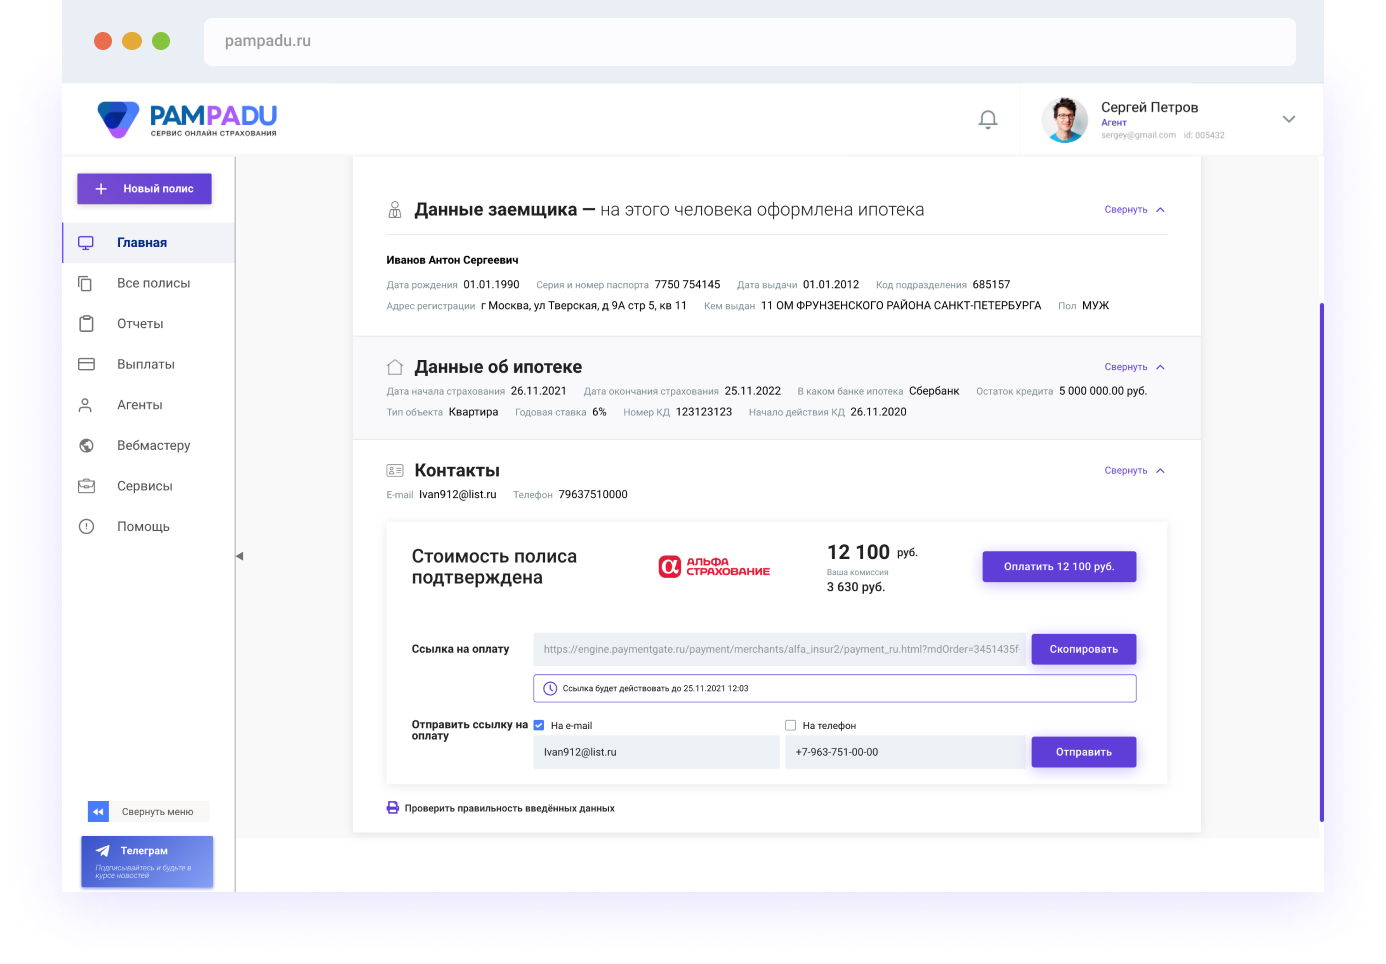 pampadu.ru
PAMPADU
СЕРВИС ОНЛАЙН СТРАХОВАНИЯ
Сергей Петров
Агент
sergey@gmail.com id: 005432
Новый полис
Главная
Все полисы
Отчеты
Выплаты
Агенты
Вебмастеру
Сервисы
Помощь
Свернуть меню
Телеграм
Подписывайтесь и будьте в
курсе новостей
Данные заемщика — на этого человека оформлена ипотека
Свернуть
Иванов Антон Сергеевич
Дата рождения 01.01.1990 Серия и номер паспорта 7750 754145 Дата выдачи 01.01.2012 Код подразделения 685157
Адрес регистрации г Москва, ул Тверская, д 9А стр 5, кв 11 Кем выдан 11 ОМ ФРУНЗЕНСКОГО РАЙОНА САНКТ-ПЕТЕРБУРГА Пол МУЖ
Данные об ипотеке
Свернуть
Дата начала страхования 26.11.2021 Дата окончания страхования 25.11.2022 В каком банке ипотека Сбербанк Остаток кредита 5 000 000.00 руб.
Тип объекта Квартира Годовая ставка 6% Номер КД 123123123 Начало действия КД 26.11.2020
Контакты
Свернуть
E-mail Ivan912@list.ru Телефон 79637510000
Стоимость полиса
подтверждена
АЛЬФА
СТРАХОВАНИЕ
12 100 руб.
Ваша комиссия
3 630 руб.
Оплатить 12 100 руб.
Ссылка на оплату
https://engine.paymentgate.ru/payment/merchants/alfa_insur2/payment_ru.html?mdOrder=3451435f
Скопировать
Ссылка будет действовать до 25.11.2021 12:03
Отправить ссылку на
оплату
На e-mail
На телефон
Ivan912@list.ru
+7-963-751-00-00
Отправить
Проверить правильность введённых данных